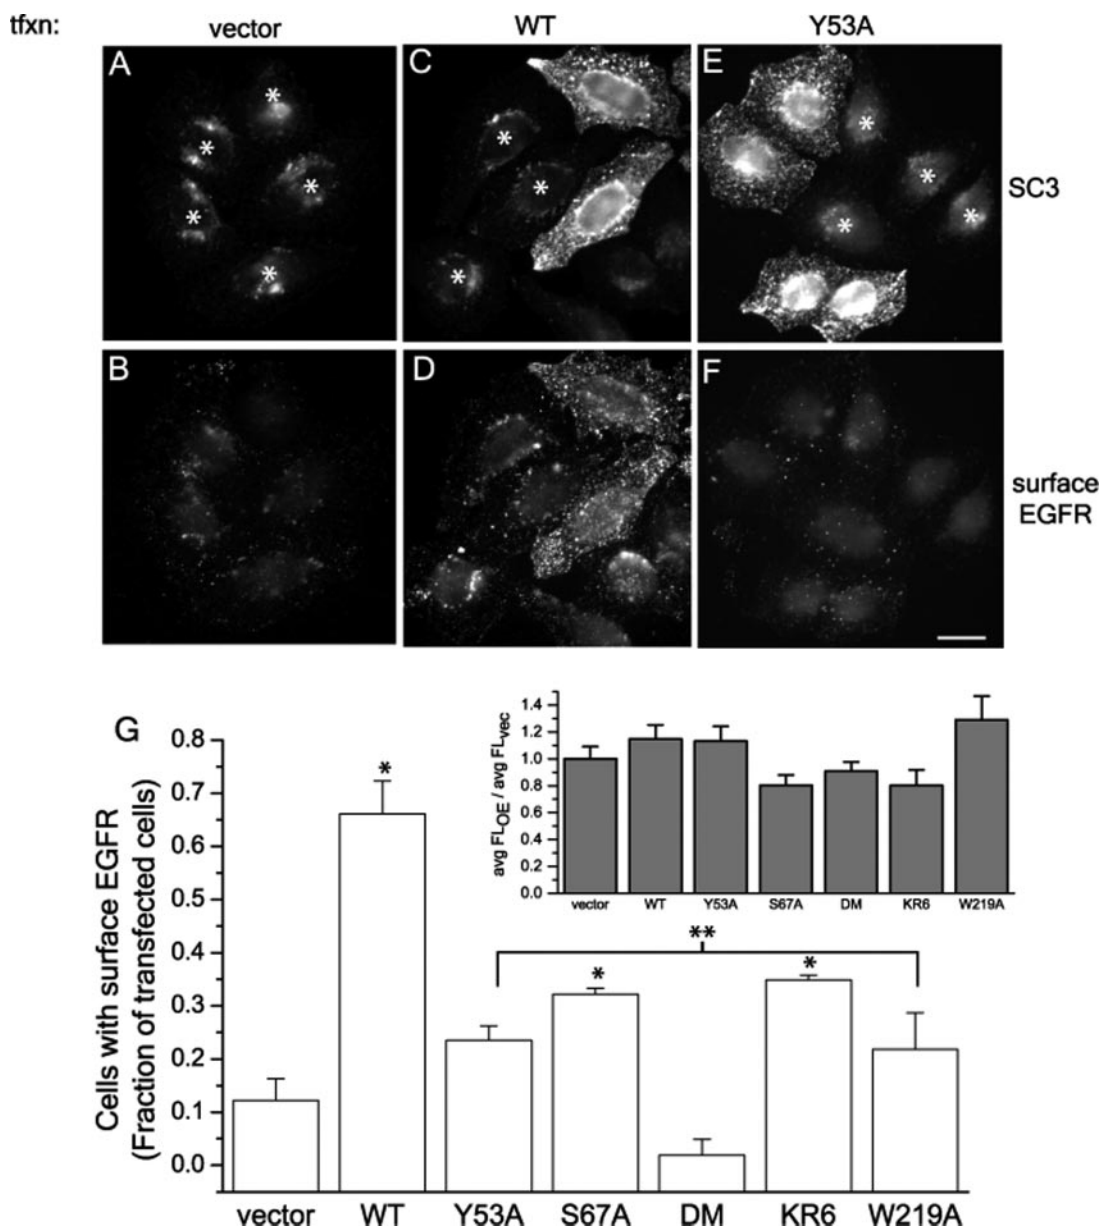 tfxn: vector WT Y53A
A C E
* * * * * * * * * * * *
SC3
B D F
surface
EGFR
G
Cells with surface EGFR
(Fraction of transfected cells)
0.8
0.7
0.6
0.5
0.4
0.3
0.2
0.1
0.0
avg FLOE / avg FLvec
1.4
1.2
1.0
0.8
0.6
0.4
0.2
0.0
vector WT Y53A S67A DM KR6 W219A
*
**
* *
vector WT Y53A S67A DM KR6 W219A